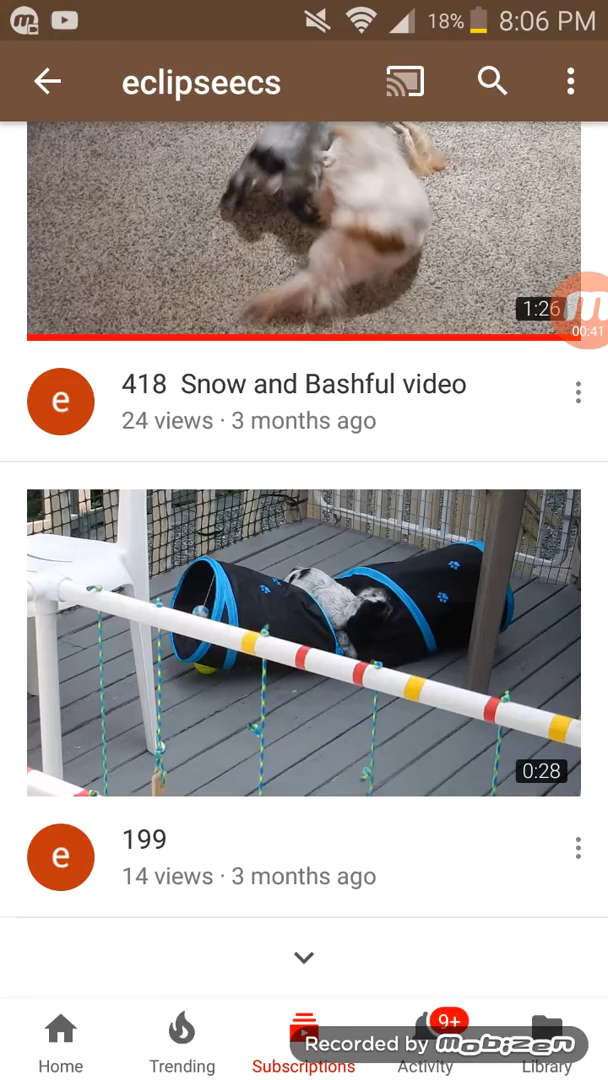 18% 8:06 PM
eclipseecs
1:26
00:41
e
418 Snow and Bashful video
24 views · 3 months ago
0:28
e
199
14 views · 3 months ago
9+
Recorded by mobizen
Home
Trending
Subscriptions
Activity
Library